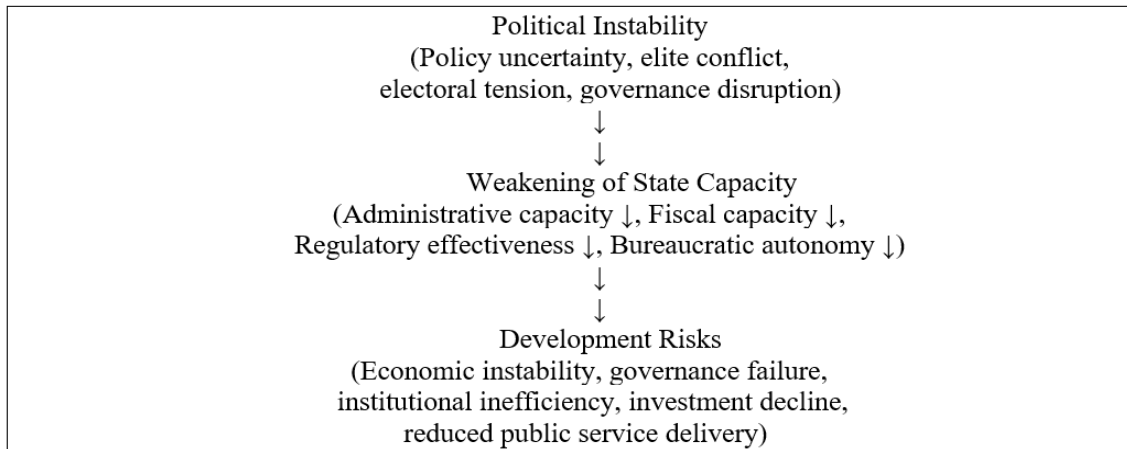 Political Instability
(Policy uncertainty, elite conflict,
electoral tension, governance disruption)
↓
↓
Weakening of State Capacity
(Administrative capacity ↓, Fiscal capacity ↓,
Regulatory effectiveness ↓, Bureaucratic autonomy ↓)
↓
↓
Development Risks
(Economic instability, governance failure,
institutional inefficiency, investment decline,
reduced public service delivery)